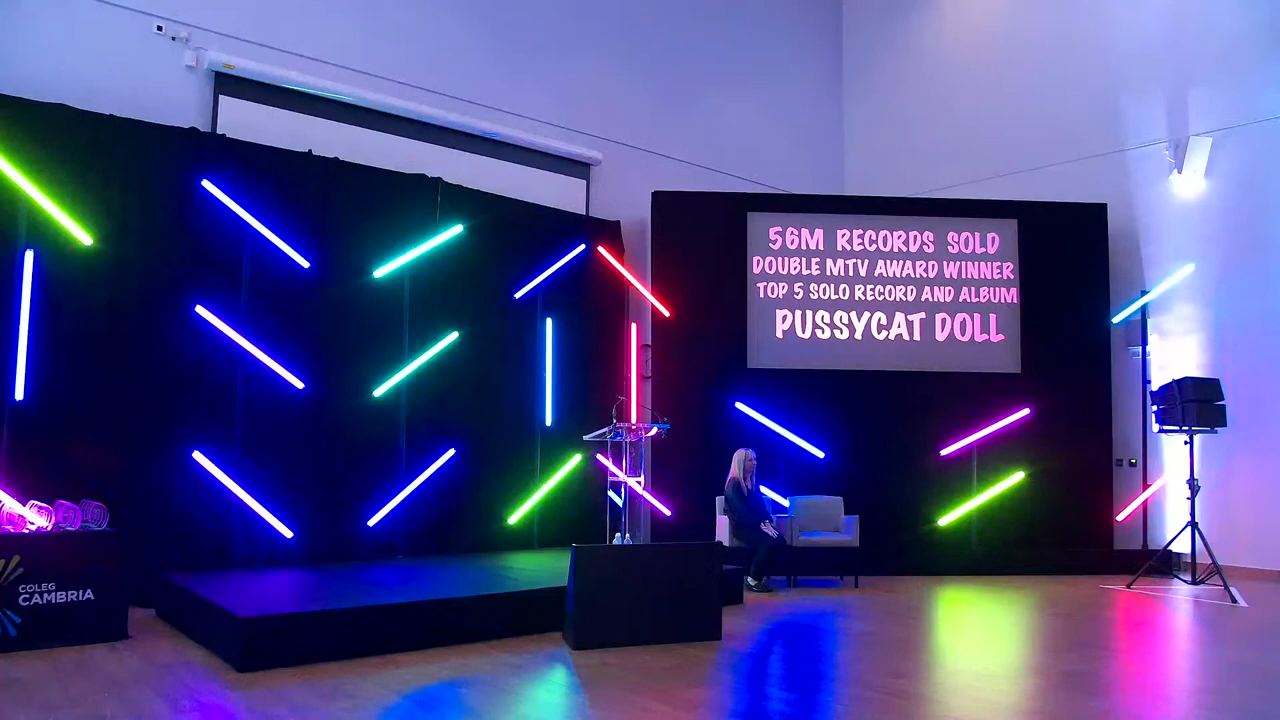 56M RECORDS SOLD
DOUBLE MTV AWARD WINNER
TOP 5 SOLO RECORD AND ALBUM
PUSSYCAT DOLL
COLEG
CAMBRIA